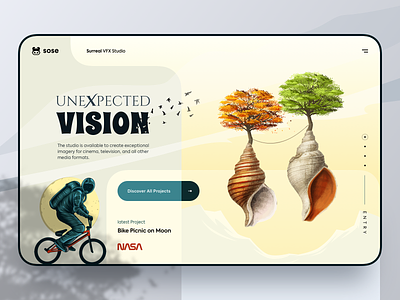 sose
Surreal VFX Studio
UNEXPECTED
VISION
The studio is available to create exceptional
imagery for cinema, television, and all other
media formats.
Discover All Projects
latest Project
Bike Picnic on Moon
NASA
ENTRY